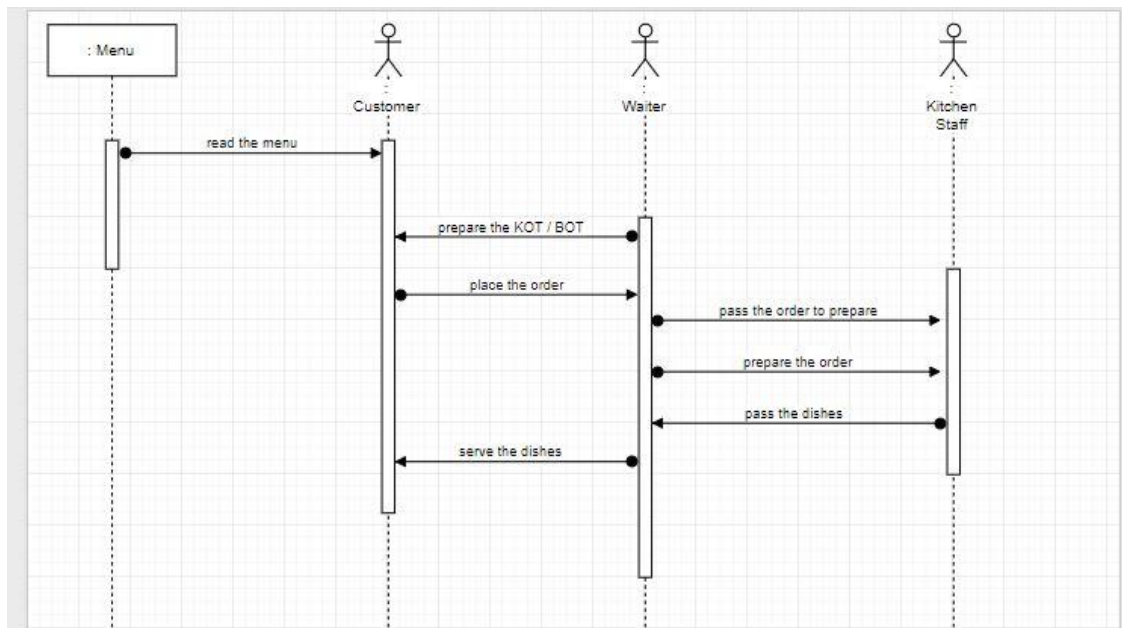 : Menu
:
Customer
:
Waiter
:
Kitchen
Staff
read the menu
prepare the KOT / BOT
place the order
pass the order to prepare
prepare the order
pass the dishes
serve the dishes